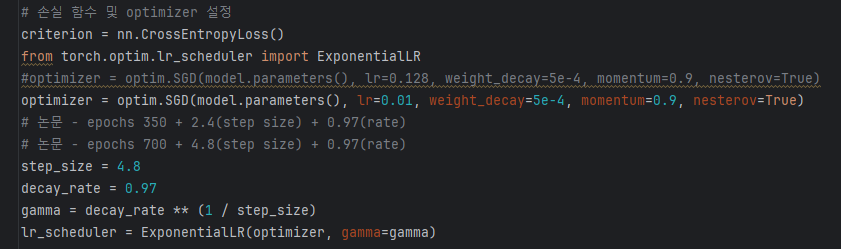 # 손실 함수 및 optimizer 설정
criterion = nn.CrossEntropyLoss()
from torch.optim.lr_scheduler import ExponentialLR
#optimizer = optim.SGD(model.parameters(), lr=0.128, weight_decay=5e-4, momentum=0.9, nesterov=True)
optimizer = optim.SGD(model.parameters(), lr=0.01, weight_decay=5e-4, momentum=0.9, nesterov=True)
# 논문 - epochs 350 + 2.4(step size) + 0.97(rate)
# 논문 - epochs 700 + 4.8(step size) + 0.97(rate)
step_size = 4.8
decay_rate = 0.97
gamma = decay_rate ** (1 / step_size)
lr_scheduler = ExponentialLR(optimizer, gamma=gamma)